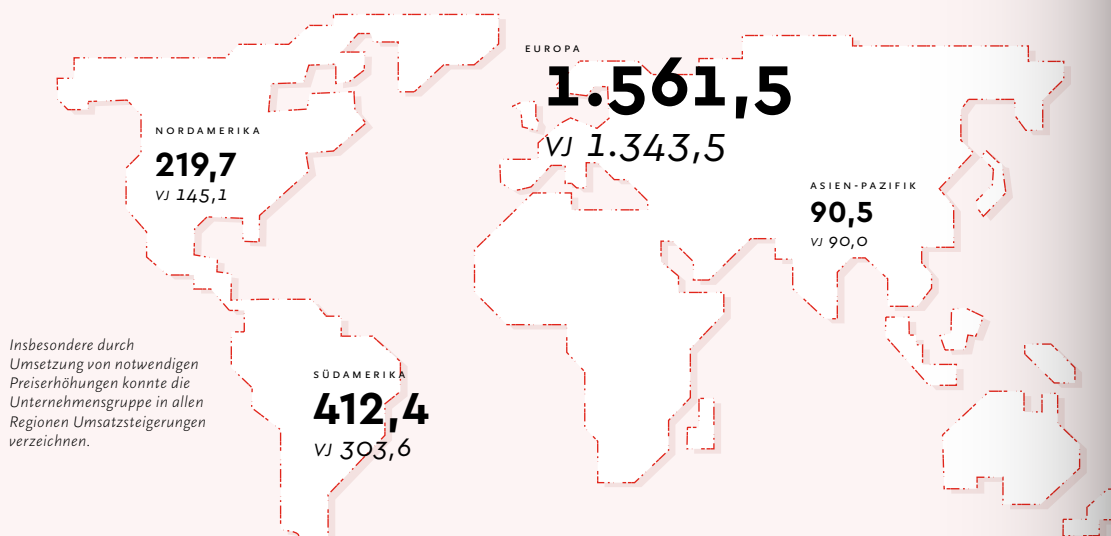 EUROPA
1.561,5
VJ 1.343,5
NORDAMERIKA
219,7
VJ 145,1
ASIEN-PAZIFIK
90,5
VJ 90,0
Insbesondere durch
Umsetzung von notwendigen
Preiserhöhungen konnte die
Unternehmensgruppe in allen
Regionen Umsatzsteigerungen
verzeichnen.
SÜDAMERIKA
412,4
VJ 303,6